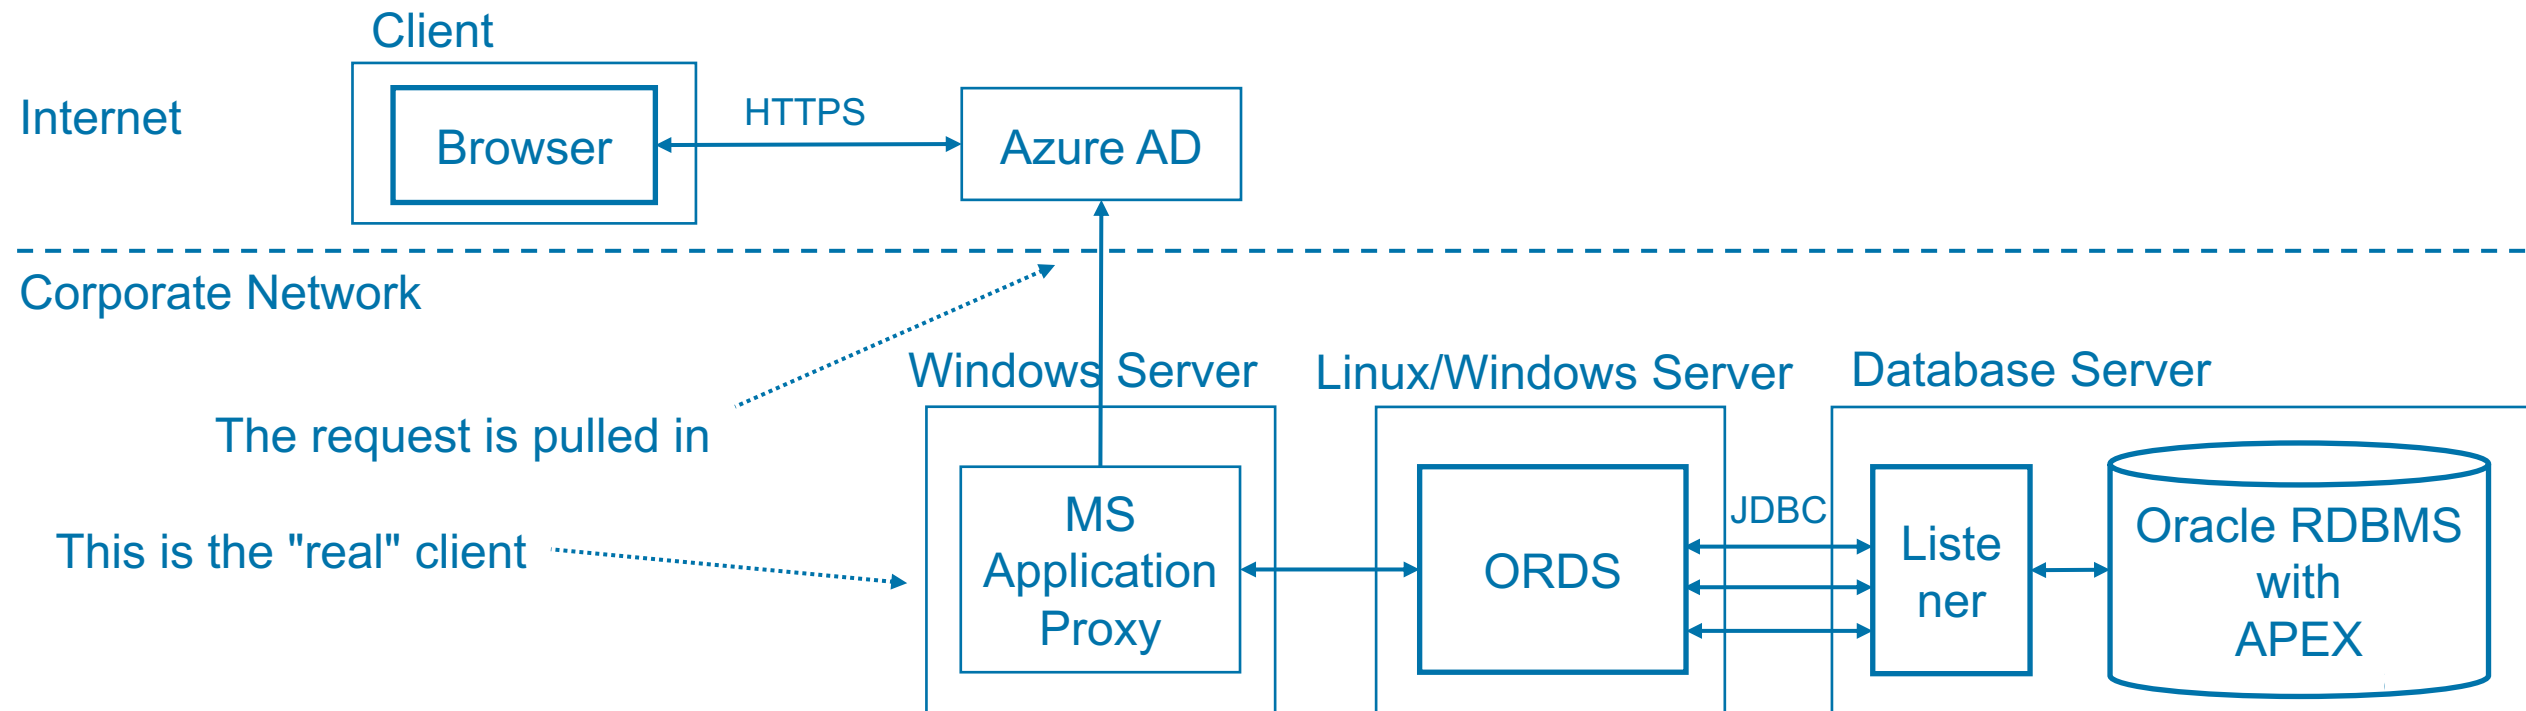 Client
Internet
Browser
HTTPS
Azure AD
Corporate Network
Windows Server
Linux/Windows Server
Database Server
The request is pulled in
This is the "real" client
MS
Application
Proxy
ORDS
JDBC
Liste
ner
Oracle RDBMS
with
APEX